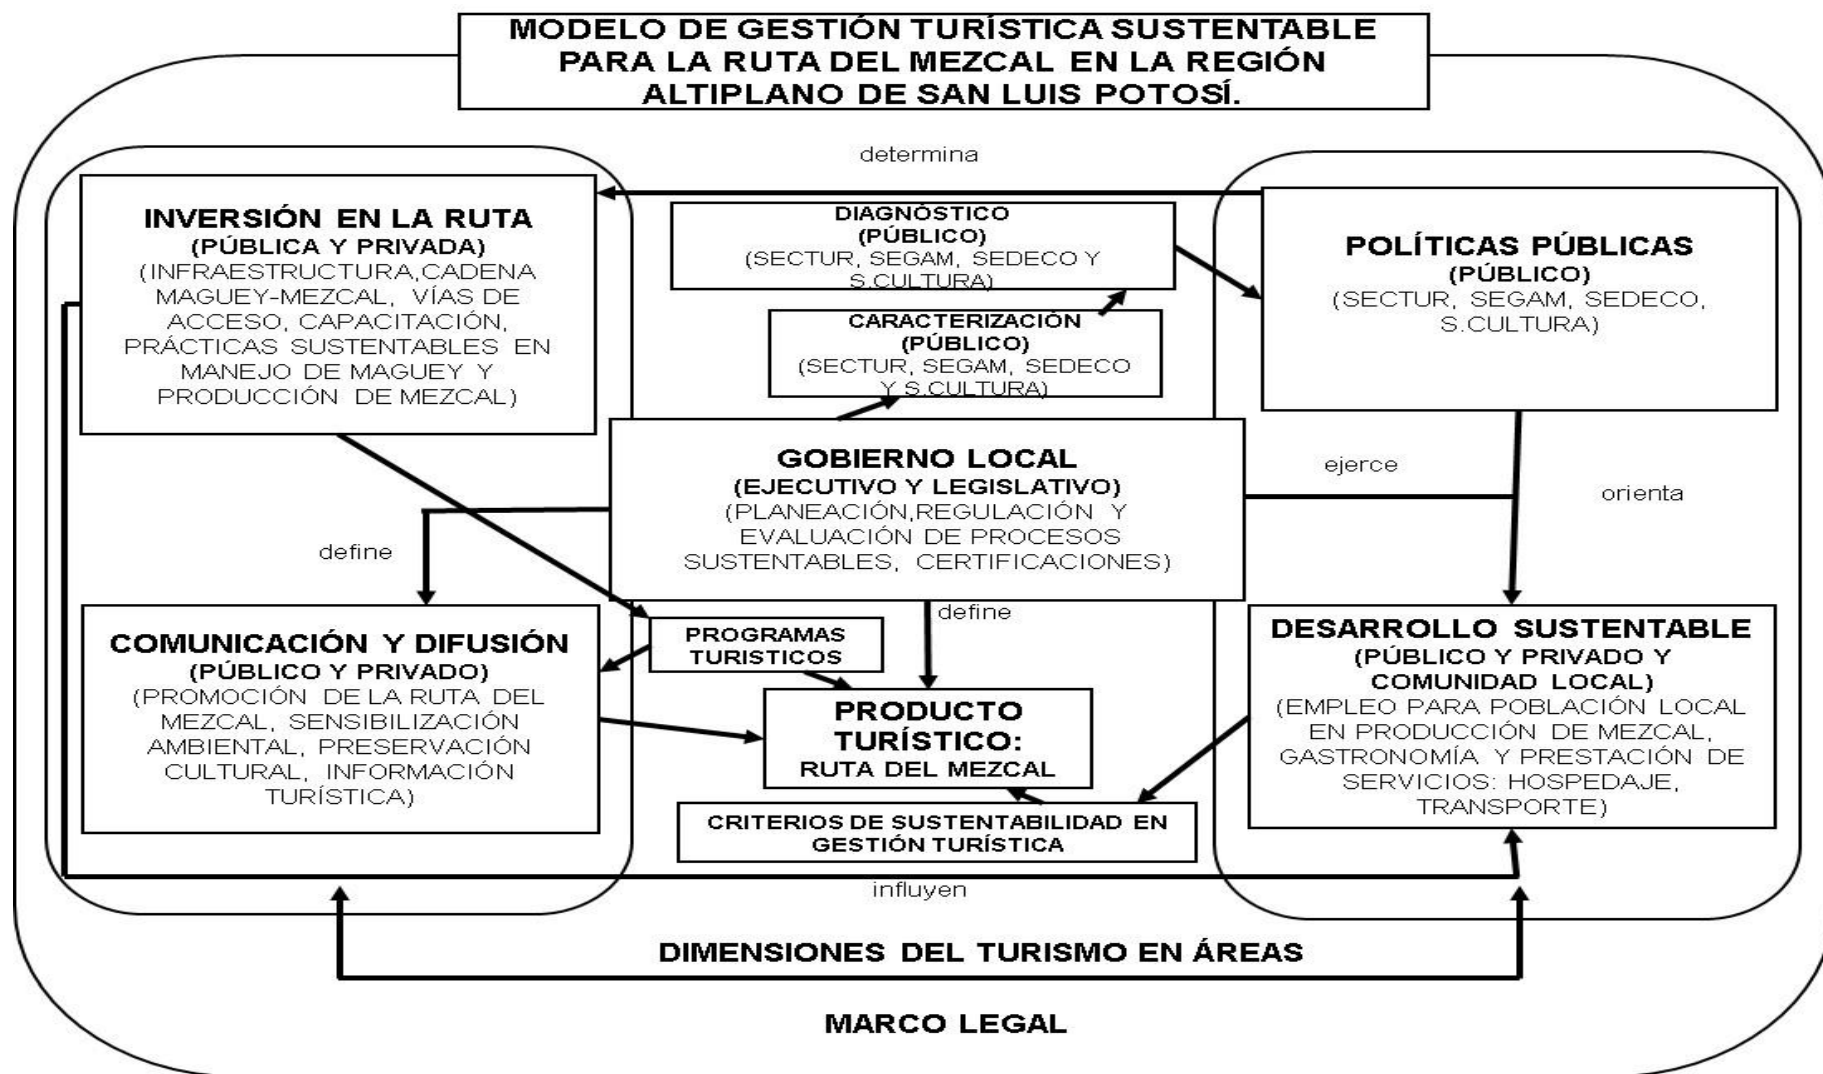 MODELO DE GESTIÓN TURÍSTICA SUSTENTABLE
PARA LA RUTA DEL MEZCAL EN LA REGIÓN
ALTIPLANO DE SAN LUIS POTOSÍ.
determina
INVERSIÓN EN LA RUTA
(PÚBLICA Y PRIVADA)
(INFRAESTRUCTURA,CADENA
MAGUEY-MEZCAL, VÍAS DE
ACCESO, CAPACITACIÓN,
PRÁCTICAS SUSTENTABLES EN
MANEJO DE MAGUEY Y
PRODUCCIÓN DE MEZCAL)
DIAGNÓSTICO
(PÚBLICO)
(SECTUR, SEGAM, SEDECO Y
S.CULTURA)
POLÍTICAS PÚBLICAS
(PÚBLICO)
(SECTUR, SEGAM, SEDECO,
S.CULTURA)
CARACTERIZACIÓN
(PÚBLICO)
(SECTUR, SEGAM, SEDECO
Y S.CULTURA)
GOBIERNO LOCAL
(EJECUTIVO Y LEGISLATIVO)
(PLANEACIÓN,REGULACIÓN Y
EVALUACIÓN DE PROCESOS
SUSTENTABLES, CERTIFICACIONES)
ejerce
orienta
define
define
COMUNICACIÓN Y DIFUSIÓN
(PÚBLICO Y PRIVADO)
(PROMOCIÓN DE LA RUTA DEL
MEZCAL, SENSIBILIZACIÓN
AMBIENTAL, PRESERVACIÓN
CULTURAL, INFORMACIÓN
TURÍSTICA)
PROGRAMAS
TURISTICOS
PRODUCTO
TURÍSTICO:
RUTA DEL MEZCAL
DESARROLLO SUSTENTABLE
(PÚBLICO Y PRIVADO Y
COMUNIDAD LOCAL)
(EMPLEO PARA POBLACIÓN LOCAL
EN PRODUCCIÓN DE MEZCAL,
GASTRONOMÍA Y PRESTACIÓN DE
SERVICIOS: HOSPEDAJE,
TRANSPORTE)
CRITERIOS DE SUSTENTABILIDAD EN
GESTIÓN TURÍSTICA
influyen
DIMENSIONES DEL TURISMO EN ÁREAS
MARCO LEGAL